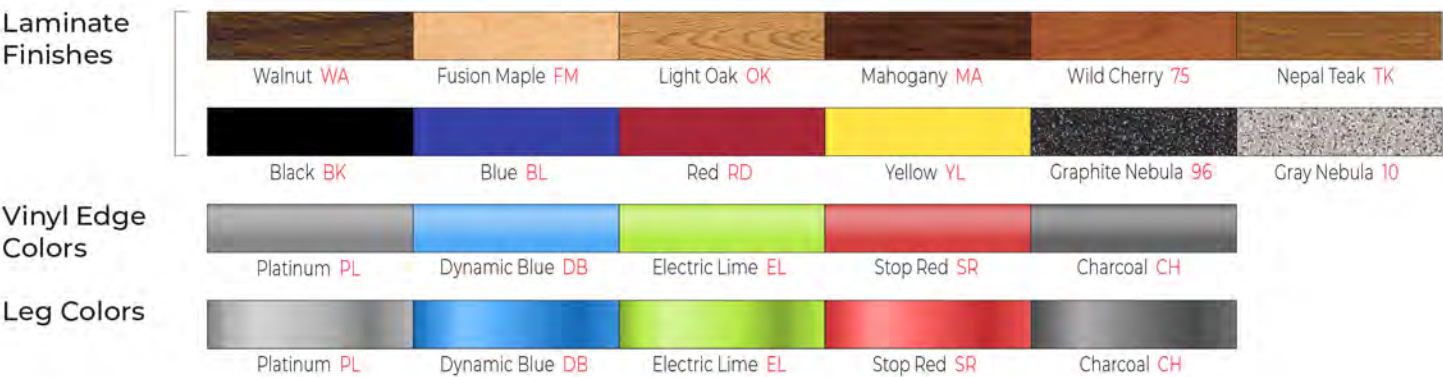 Laminate
Finishes
Walnut WA Fusion Maple FM Light Oak OK Mahogany MA Wild Cherry 75 Nepal Teak TK
Black BK Blue BL Red RD Yellow YL Graphite Nebula 96 Gray Nebula 10
Vinyl Edge
Colors
Platinum PL Dynamic Blue DB Electric Lime EL Stop Red SR Charcoal CH
Leg Colors
Platinum PL Dynamic Blue DB Electric Lime EL Stop Red SR Charcoal CH